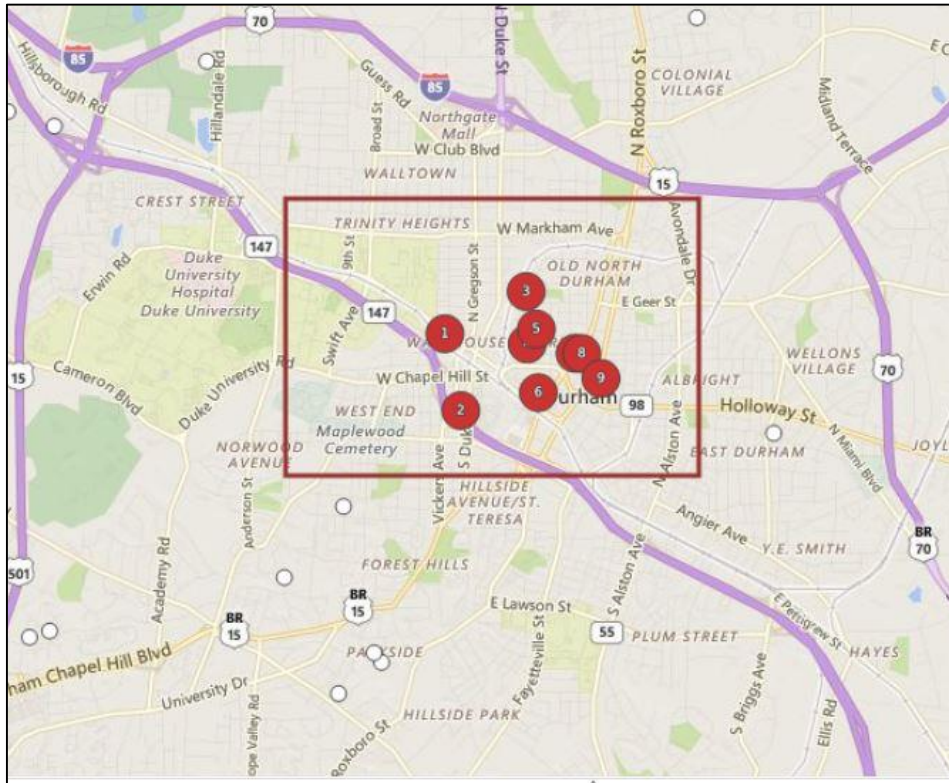 70
85
Hillsborough Rd
Hillandale Rd
Guess Rd
N Duke St
85
N Roxboro St
COLONIAL
VILLAGE
Midland Terrace
Broad St
Northgate
Mall
W Club Blvd
WALLTOWN
15
CREST STREET
147
TRINITY HEIGHTS
W Markham Ave
Avondale Dr
Erwin Rd
Duke
University
Hospital
Duke University
9th St
N Gregson St
OLD NORTH
DURHAM
E Geer St
3
147
Swift Ave
1
5
8
WELLONS
VILLAGE
70
15
Cameron Blvd
Duke University Rd
W Chapel Hill St
9
ALBRIGHT
6
urham
98
Holloway St
2
WEST END
Maplewood
Cemetery
S Duke
N Alston Ave
EAST DURHAM
N Miami Blvd
JOYL
NORWOOD
AVENUE
Anderson St
Vickers Ave
HILLSIDE
AVENUE/ST.
TERESA
Angier Ave
Y.E. SMITH
BR
70
501
Academy Rd
FOREST HILLS
BR
15
BR
15
E Lawson St
S Alston Ave
55
PLUM STREET
E Pettigrew St
HAYES
ham Chapel Hill Blvd
PARKSIDE
Fayetteville St
University Dr
ope Valley Rd
Roxboro St
HILLSIDE PARK
S Briggs Ave
Ellis Rd